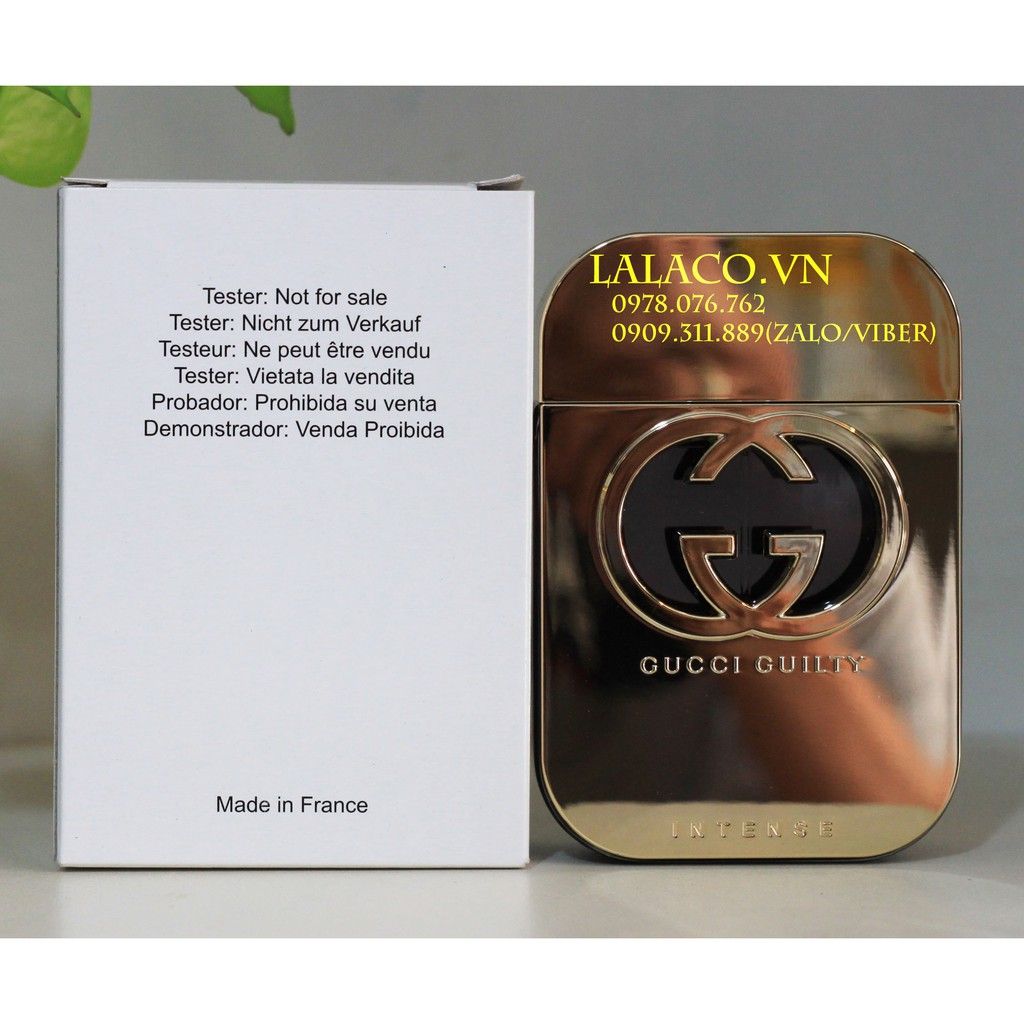 Tester: Not for sale
Tester: Nicht zum Verkauf
Testeur: Ne peut être vendu
Tester: Vietata la vendita
Probador: Prohibida su venta
Demonstrador: Venda Proibida
Made in France
LALACO.VN
0978.076.762
0909.311.889(ZALO/VIBER)
GUCCI GUILTY
INTENSE